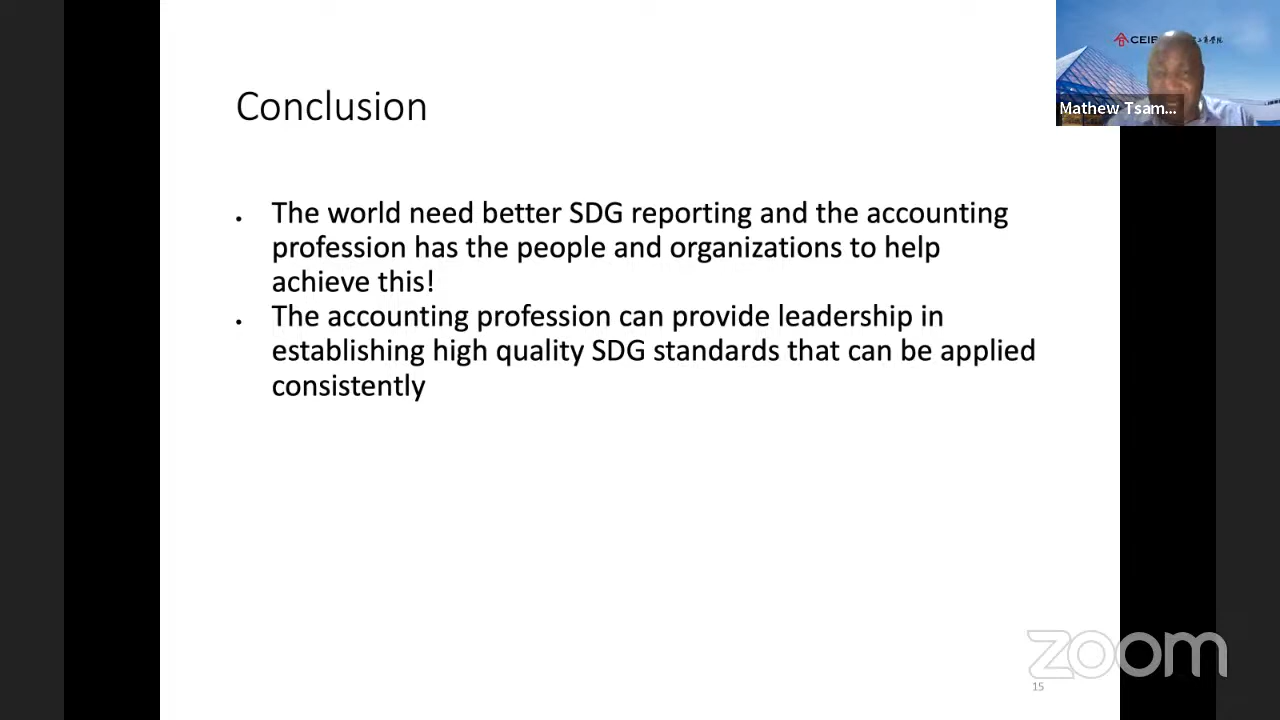 CEIB
Mathew Tsam...
Conclusion
• The world need better SDG reporting and the accounting
profession has the people and organizations to help
achieve this!
• The accounting profession can provide leadership in
establishing high quality SDG standards that can be applied
consistently
zoom
15